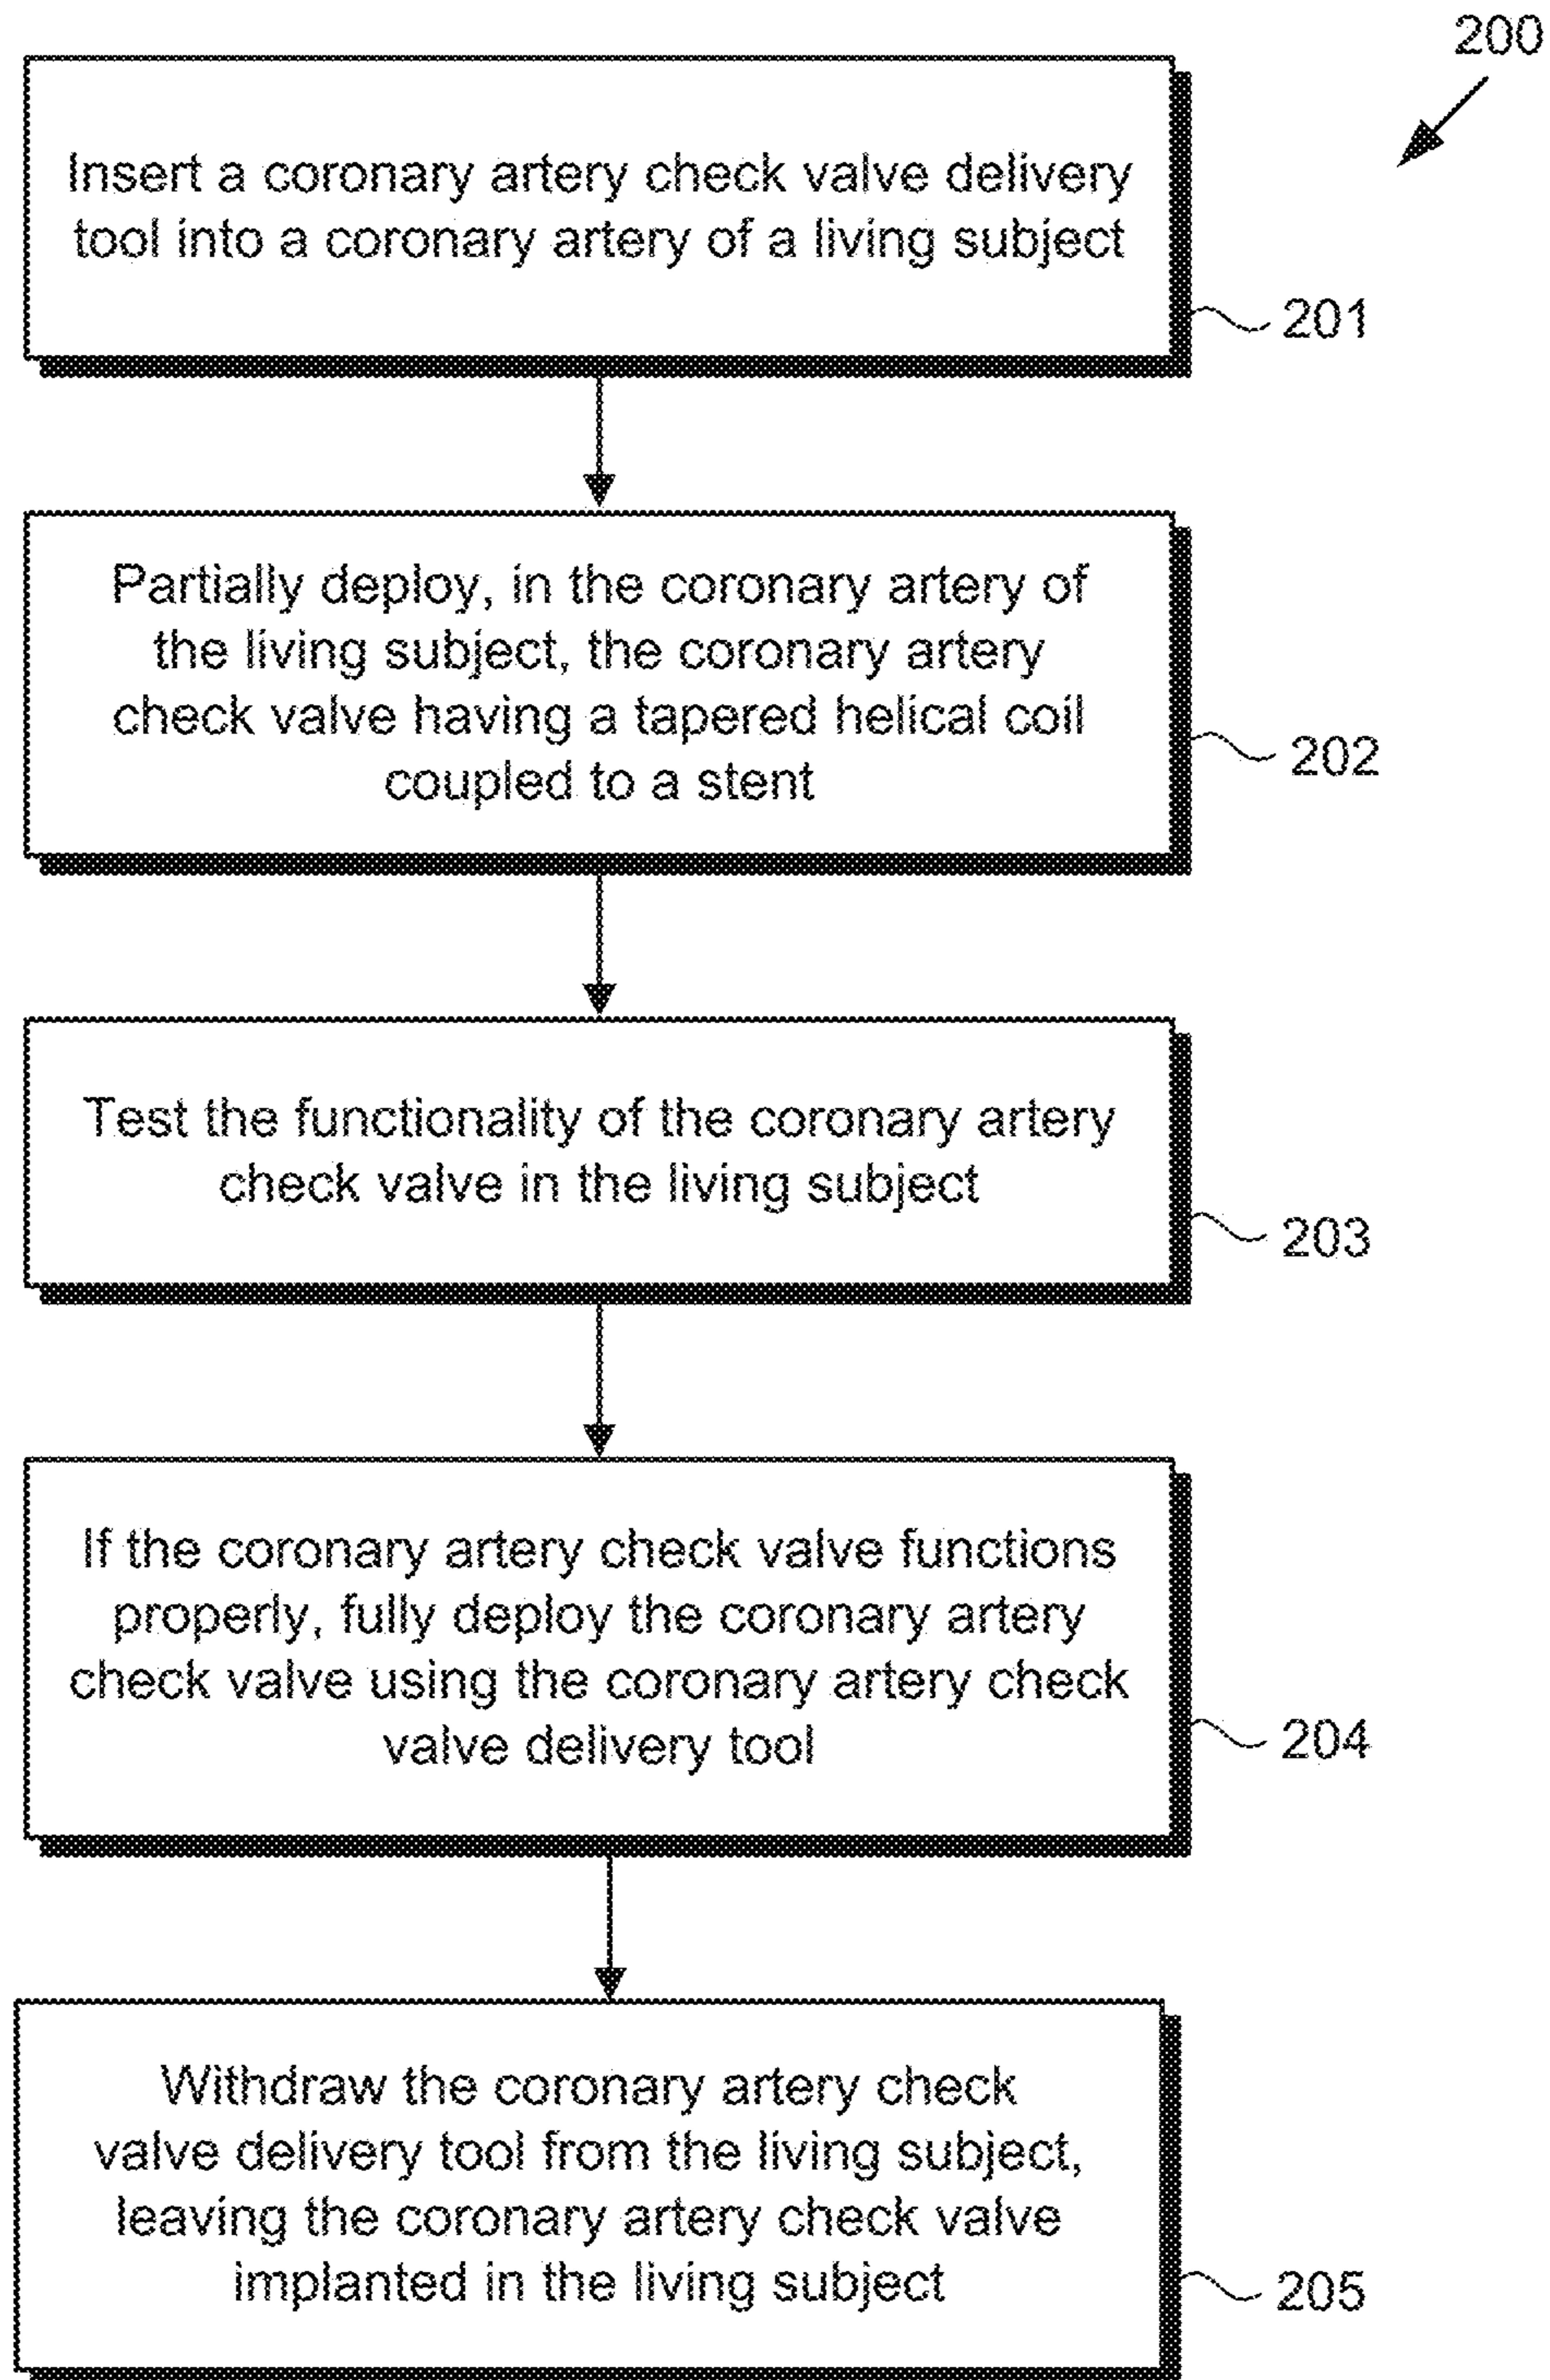 200
Insert a coronary artery check valve delivery
tool into a coronary artery of a living subject
201
Partially deploy, in the coronary artery of
the living subject, the coronary artery
check valve having a tapered helical coil
coupled to a stent
202
Test the functionality of the coronary artery
check valve in the living subject
203
If the coronary artery check valve functions
properly, fully deploy the coronary artery
check valve using the coronary artery check
valve delivery tool
204
Withdraw the coronary artery check
valve delivery tool from the living subject,
leaving the coronary artery check valve
implanted in the living subject
205